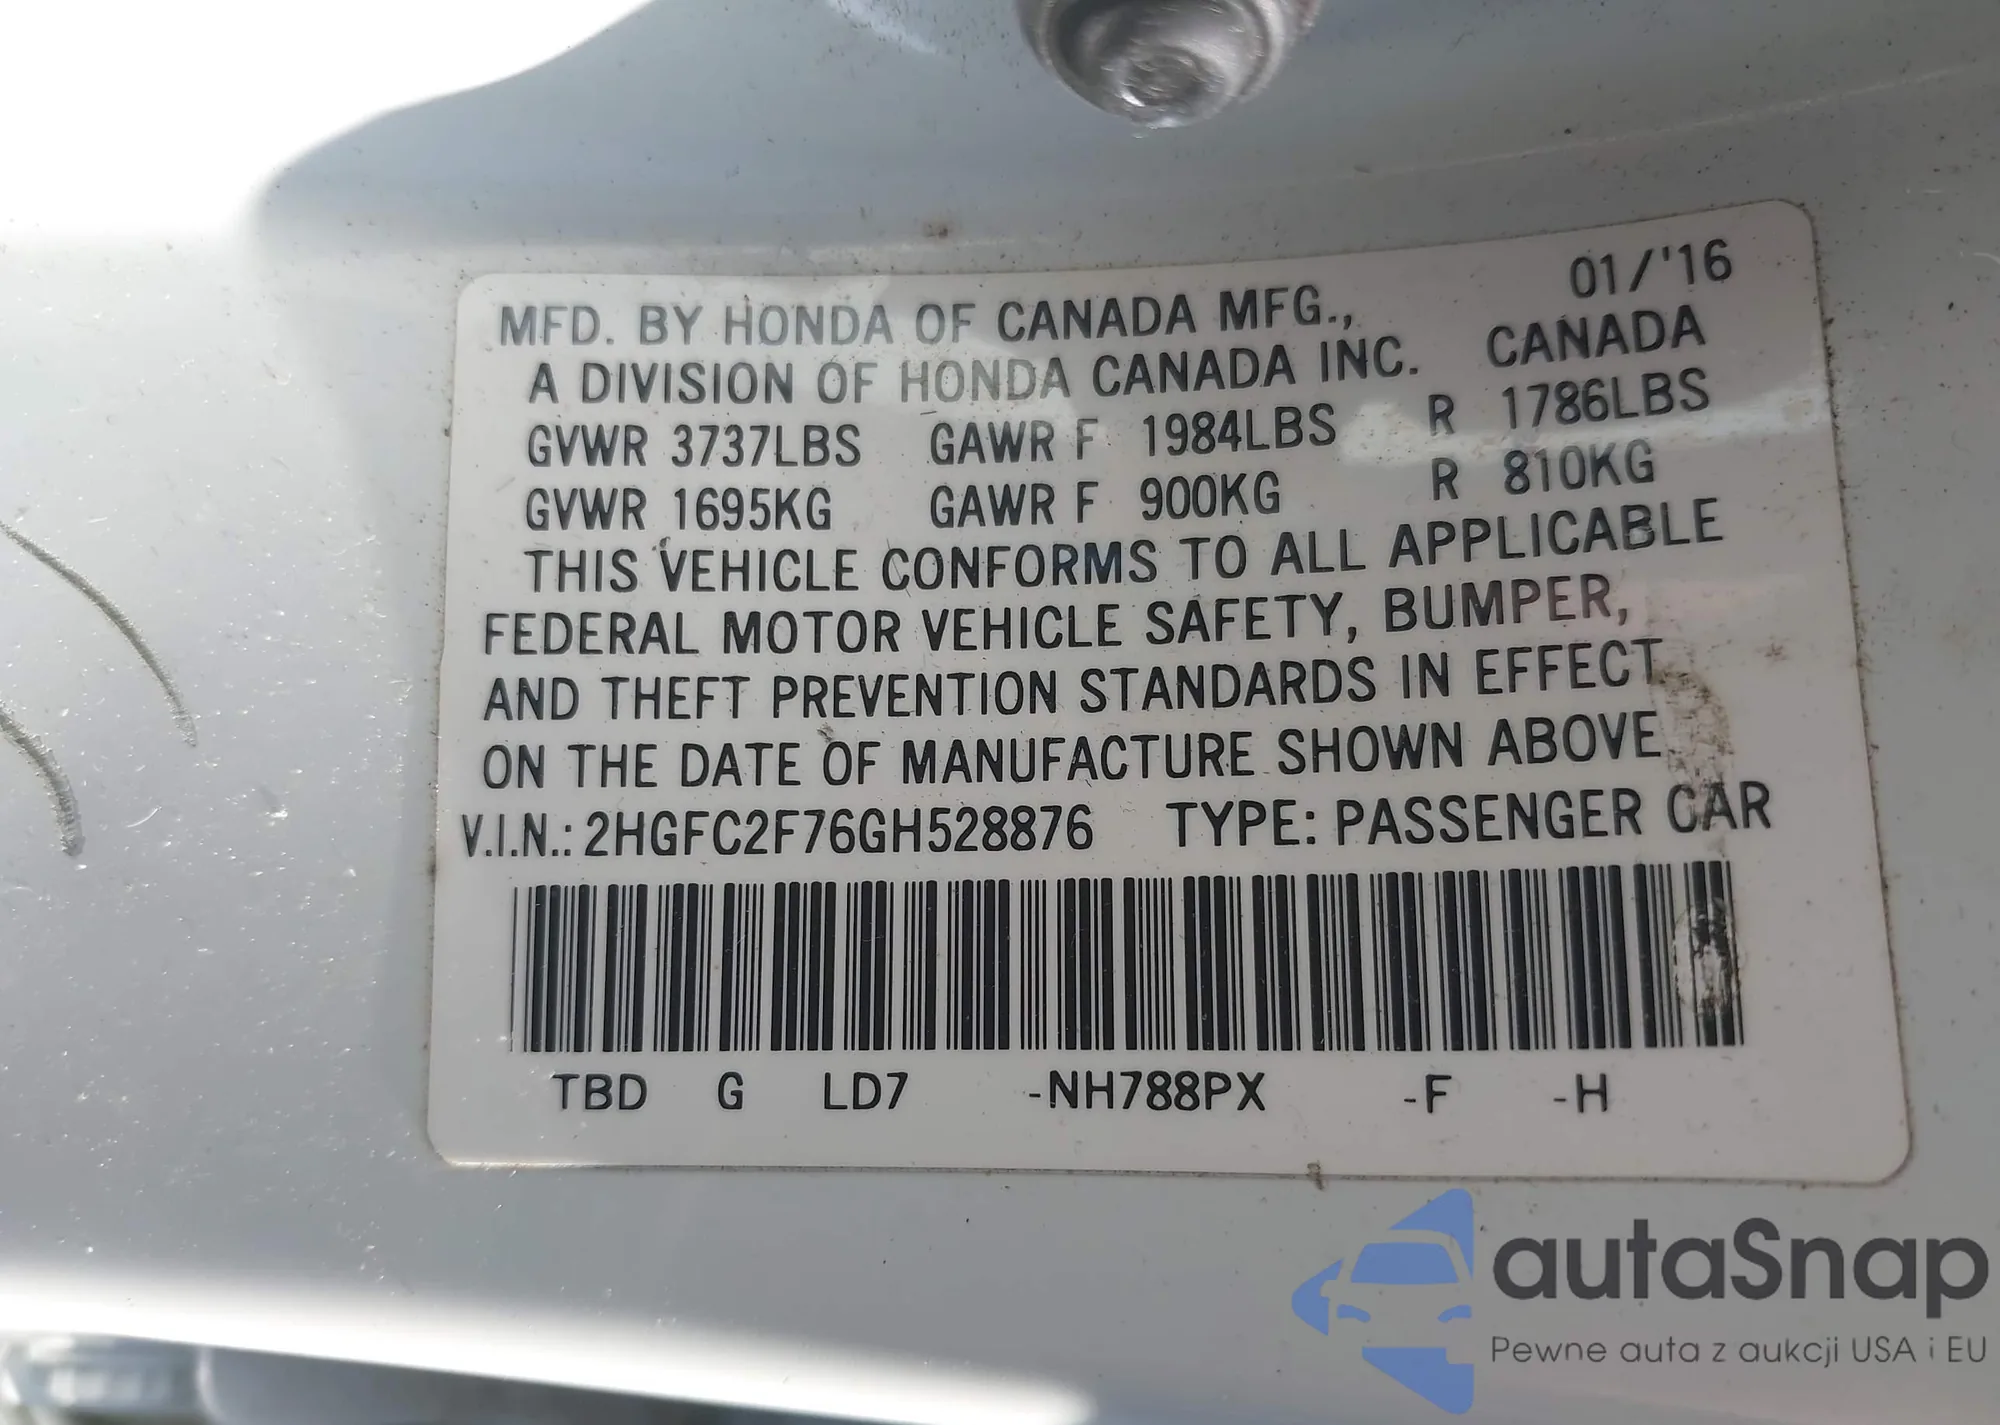 01/'16
MFD. BY HONDA OF CANADA MFG.,
A DIVISION OF HONDA CANADA INC. CANADA
GVWR 3737LBS GAWR F 1984LBS R 1786LBS
GVWR 1695KG GAWR F 900KG R 810KG
THIS VEHICLE CONFORMS TO ALL APPLICABLE
FEDERAL MOTOR VEHICLE SAFETY, BUMPER,
AND THEFT PREVENTION STANDARDS IN EFFECT
ON THE DATE OF MANUFACTURE SHOWN ABOVE
V.I.N.: 2HGFC2F76GH528876 TYPE: PASSENGER CAR
TBD G LD7 -NH788PX -F -H
autaSnap
Pewne auta z aukcji USA i EU